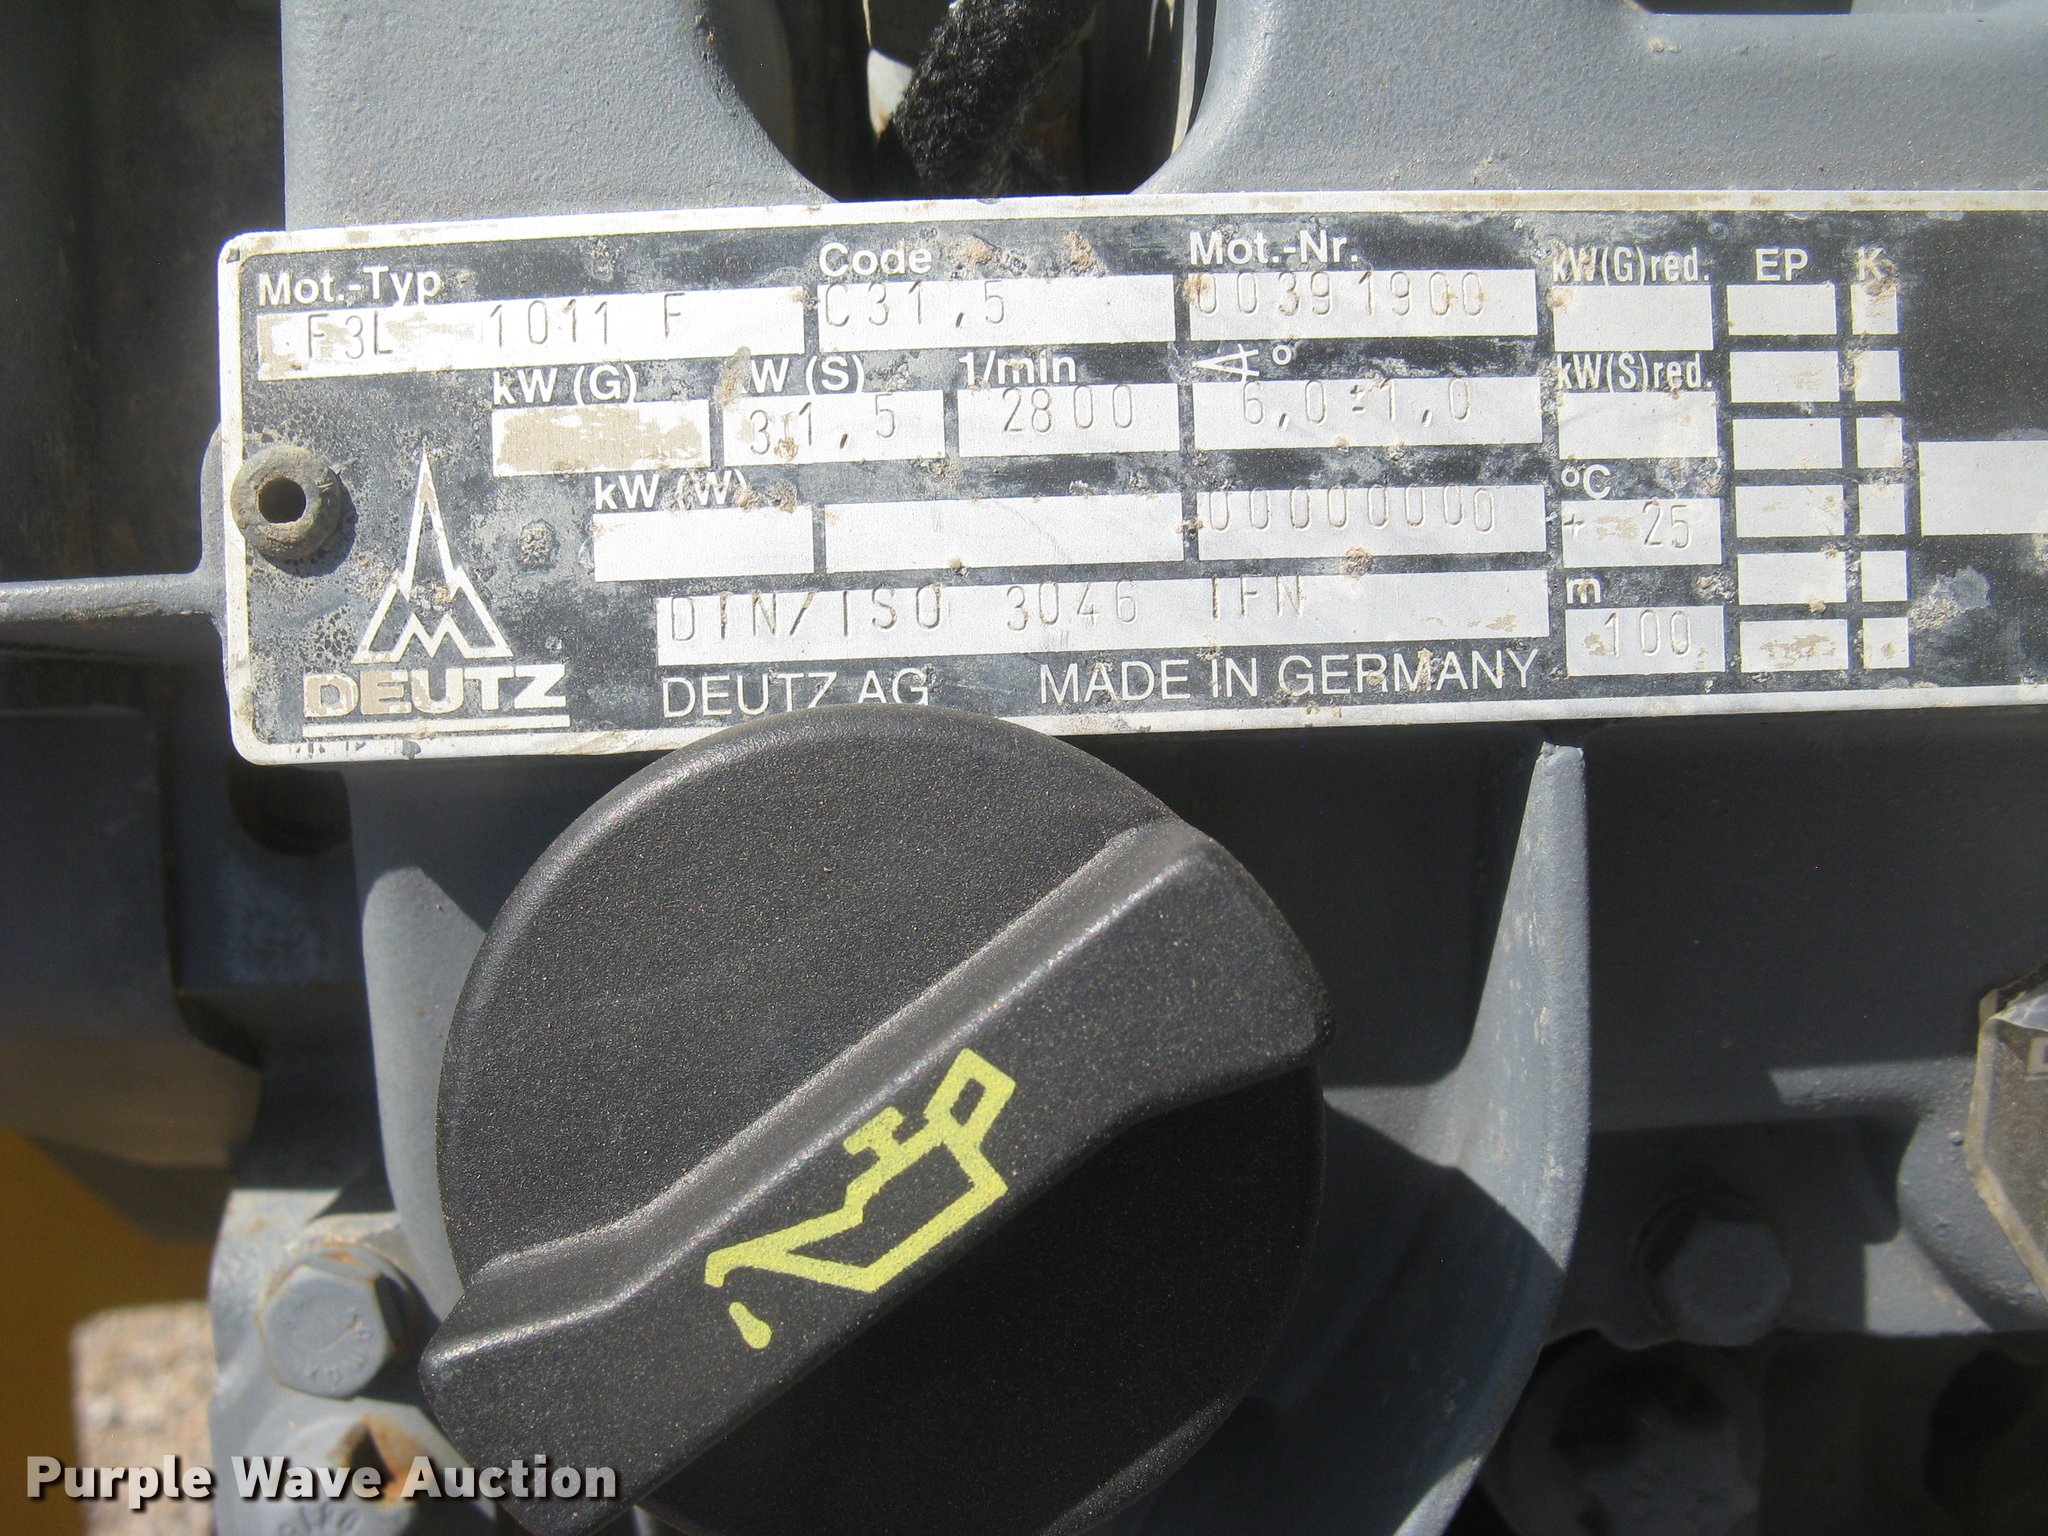 Mot.-Typ Code Mot.-Nr. kW(G)red. EP K
F3L 1011 F C31,5 00391900
kW (G) kW (S) 1/min ∢° kW(S)red.
31,5 2800 6,0-1,0
kW (W) °C
00000000 + 25
DIN/ISO 3046 IFN m
100
DEUTZ
DEUTZ AG MADE IN GERMANY
Purple Wave Auction